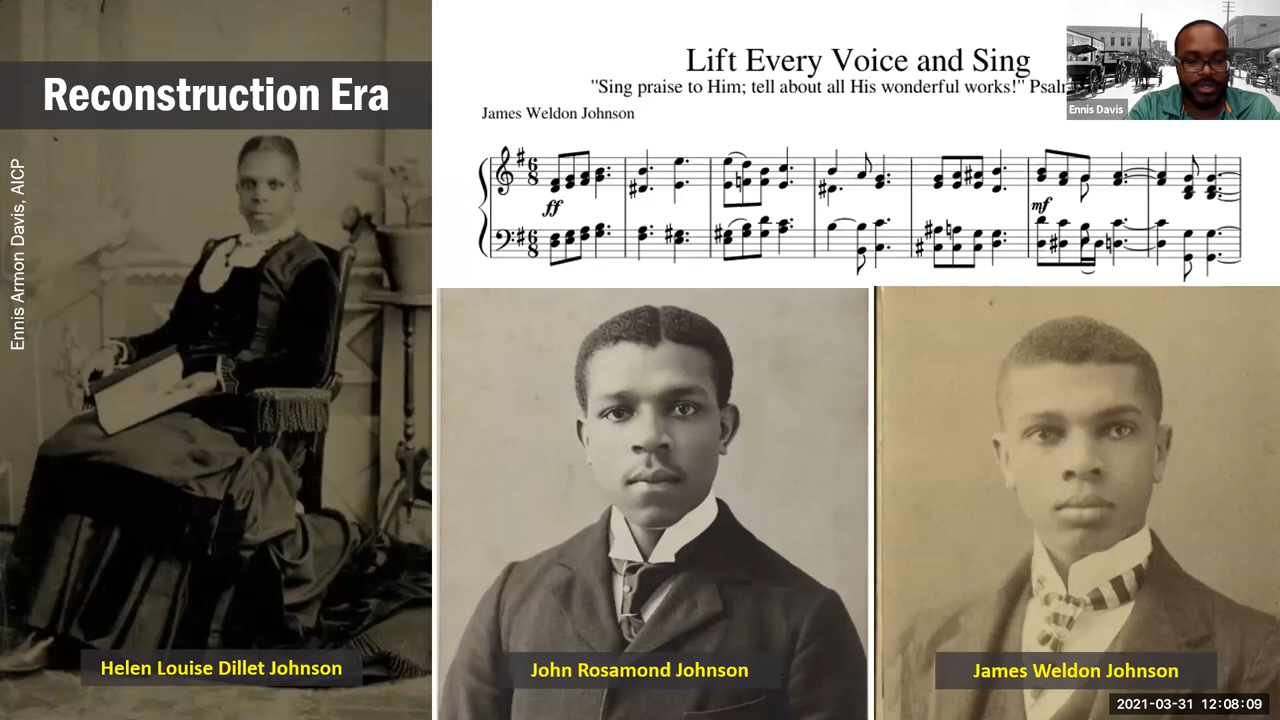 Reconstruction Era
Ennis Armon Davis, AICP
Lift Every Voice and Sing
"Sing praise to Him; tell about all His wonderful works!"
James Weldon Johnson
ff
mf
Ennis Davis
Helen Louise Dillet Johnson
John Rosamond Johnson
James Weldon Johnson
2021-03-31 12:08:09